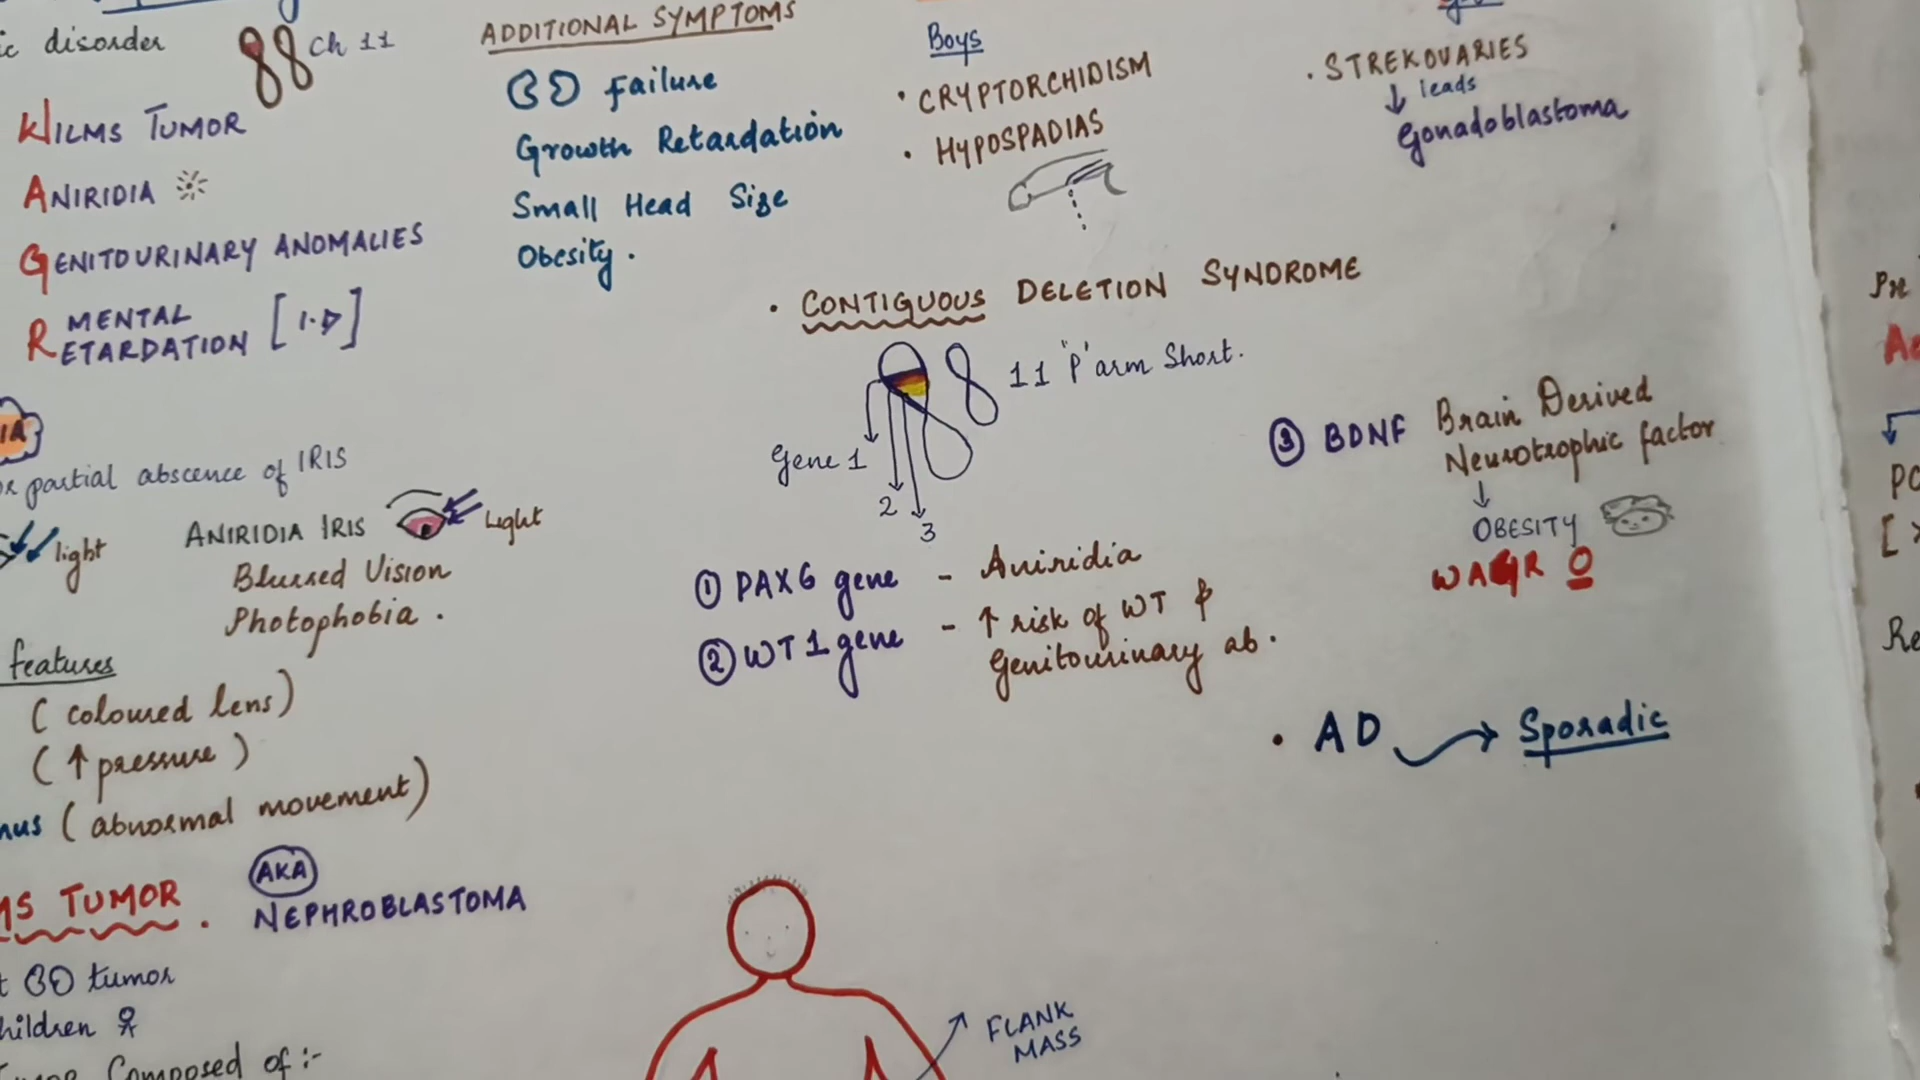 disorder
Ch 11
WILMS TUMOR
ANIRIDIA
GENITOURINARY ANOMALIES
MENTAL
RETARDATION [I.D]
ADDITIONAL SYMPTOMS
Failure
Growth Retardation
Small Head Size
Obesity.
Boys
• CRYPTORCHIDISM
• HYPOSPADIAS
• STREKOVARIES
↓ leads
Gonadoblastoma
• CONTIGUOUS DELETION SYNDROME
11 'P' arm Short.
Gene 1
2
3
① PAX6 gene - Aniridia
② WT1 gene - ↑ risk of WT &
Genitourinary ab.
③ BDNF Brain Derived
Neurotrophic factor
↓
OBESITY
WAGR O
• AD → Sporadic
partial abscence of IRIS
light
ANIRIDIA IRIS
Light
Blurred Vision
Photophobia.
features
(coloured lens)
(↑ pressure)
(abnormal movement)
TUMOR.
AKA
NEPHROBLASTOMA
tumor
Composed of :-
FLANK
MASS